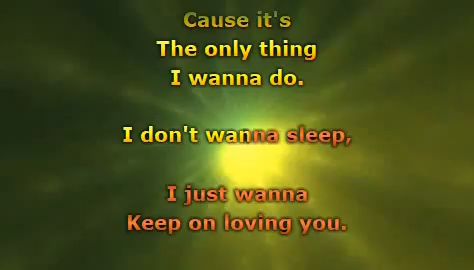 Cause it's
The only thing
I wanna do.
I don't wanna sleep,
I just wanna
Keep on loving you.